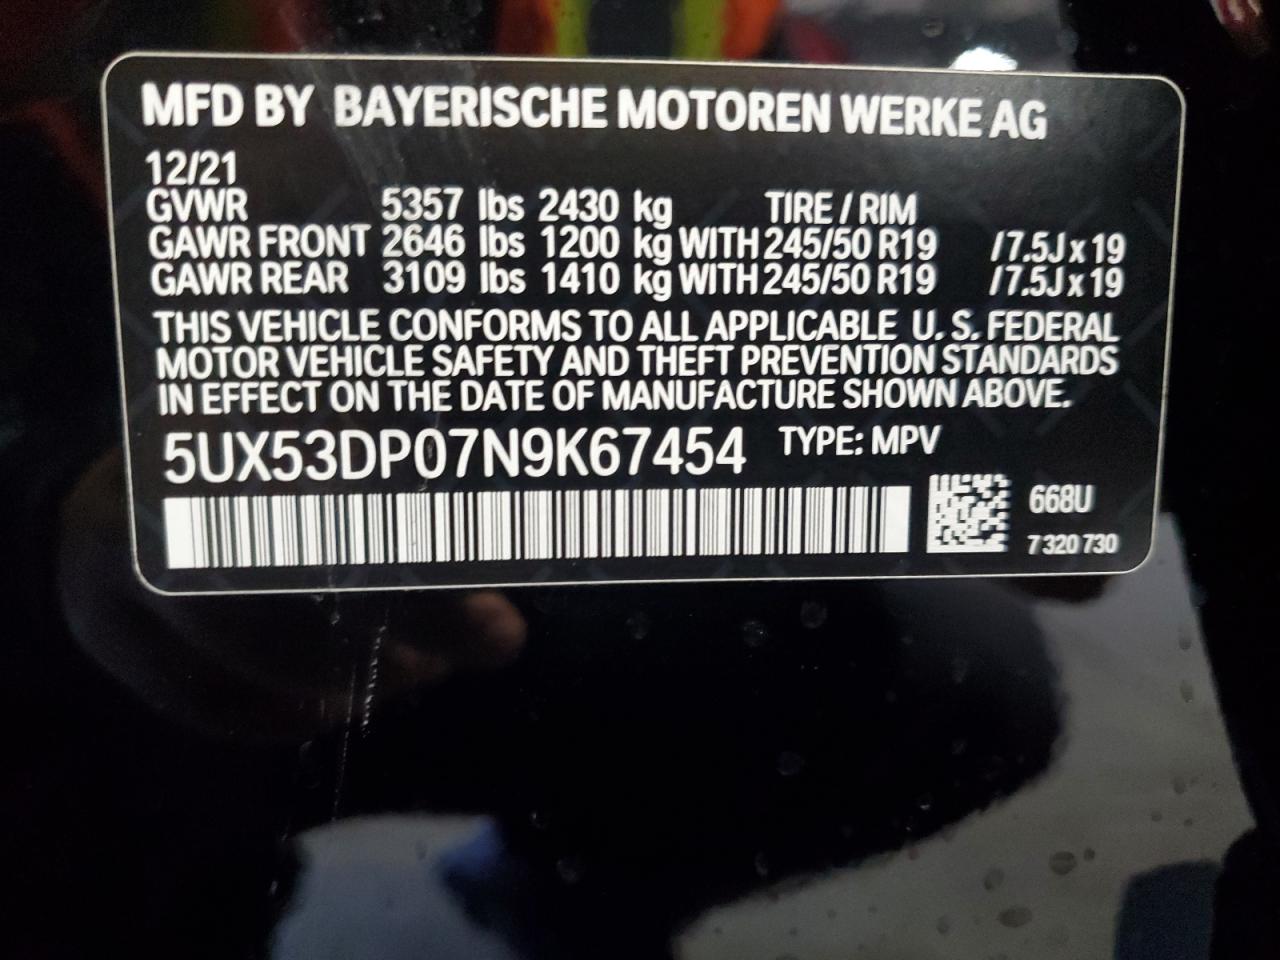 MFD BY BAYERISCHE MOTOREN WERKE AG
12/21
GVWR 5357 lbs 2430 kg TIRE / RIM
GAWR FRONT 2646 lbs 1200 kg WITH 245/50 R19 /7.5J x 19
GAWR REAR 3109 lbs 1410 kg WITH 245/50 R19 /7.5J x 19
THIS VEHICLE CONFORMS TO ALL APPLICABLE U. S. FEDERAL
MOTOR VEHICLE SAFETY AND THEFT PREVENTION STANDARDS
IN EFFECT ON THE DATE OF MANUFACTURE SHOWN ABOVE.
5UX53DP07N9K67454 TYPE: MPV
668U
7 320 730